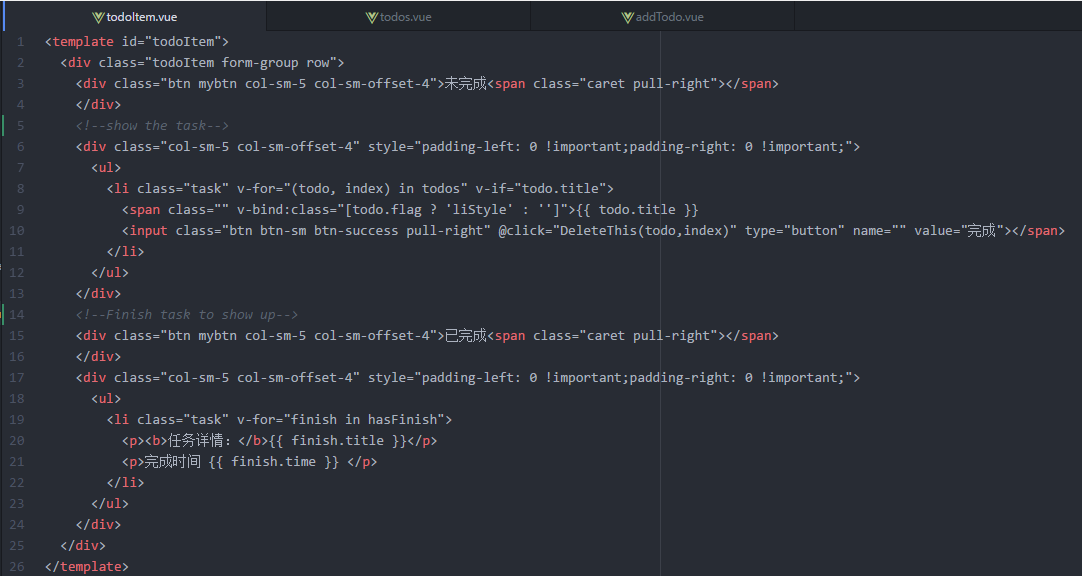 todoItem.vue todos.vue addTodo.vue
1 <template id="todoItem">
2 <div class="todoItem form-group row">
3 <div class="btn mybtn col-sm-5 col-sm-offset-4">未完成<span class="caret pull-right"></span>
4 </div>
5 <!--show the task-->
6 <div class="col-sm-5 col-sm-offset-4" style="padding-left: 0 !important;padding-right: 0 !important;">
7 <ul>
8 <li class="task" v-for="(todo, index) in todos" v-if="todo.title">
9 <span class="" v-bind:class="[todo.flag ? 'liStyle' : '']">{{ todo.title }}
10 <input class="btn btn-sm btn-success pull-right" @click="DeleteThis(todo,index)" type="button" name="" value="完成"></span>
11 </li>
12 </ul>
13 </div>
14 <!--Finish task to show up-->
15 <div class="btn mybtn col-sm-5 col-sm-offset-4">已完成<span class="caret pull-right"></span>
16 </div>
17 <div class="col-sm-5 col-sm-offset-4" style="padding-left: 0 !important;padding-right: 0 !important;">
18 <ul>
19 <li class="task" v-for="finish in hasFinish">
20 <p><b>任务详情：</b>{{ finish.title }}</p>
21 <p>完成时间 {{ finish.time }} </p>
22 </li>
23 </ul>
24 </div>
25 </div>
26 </template>